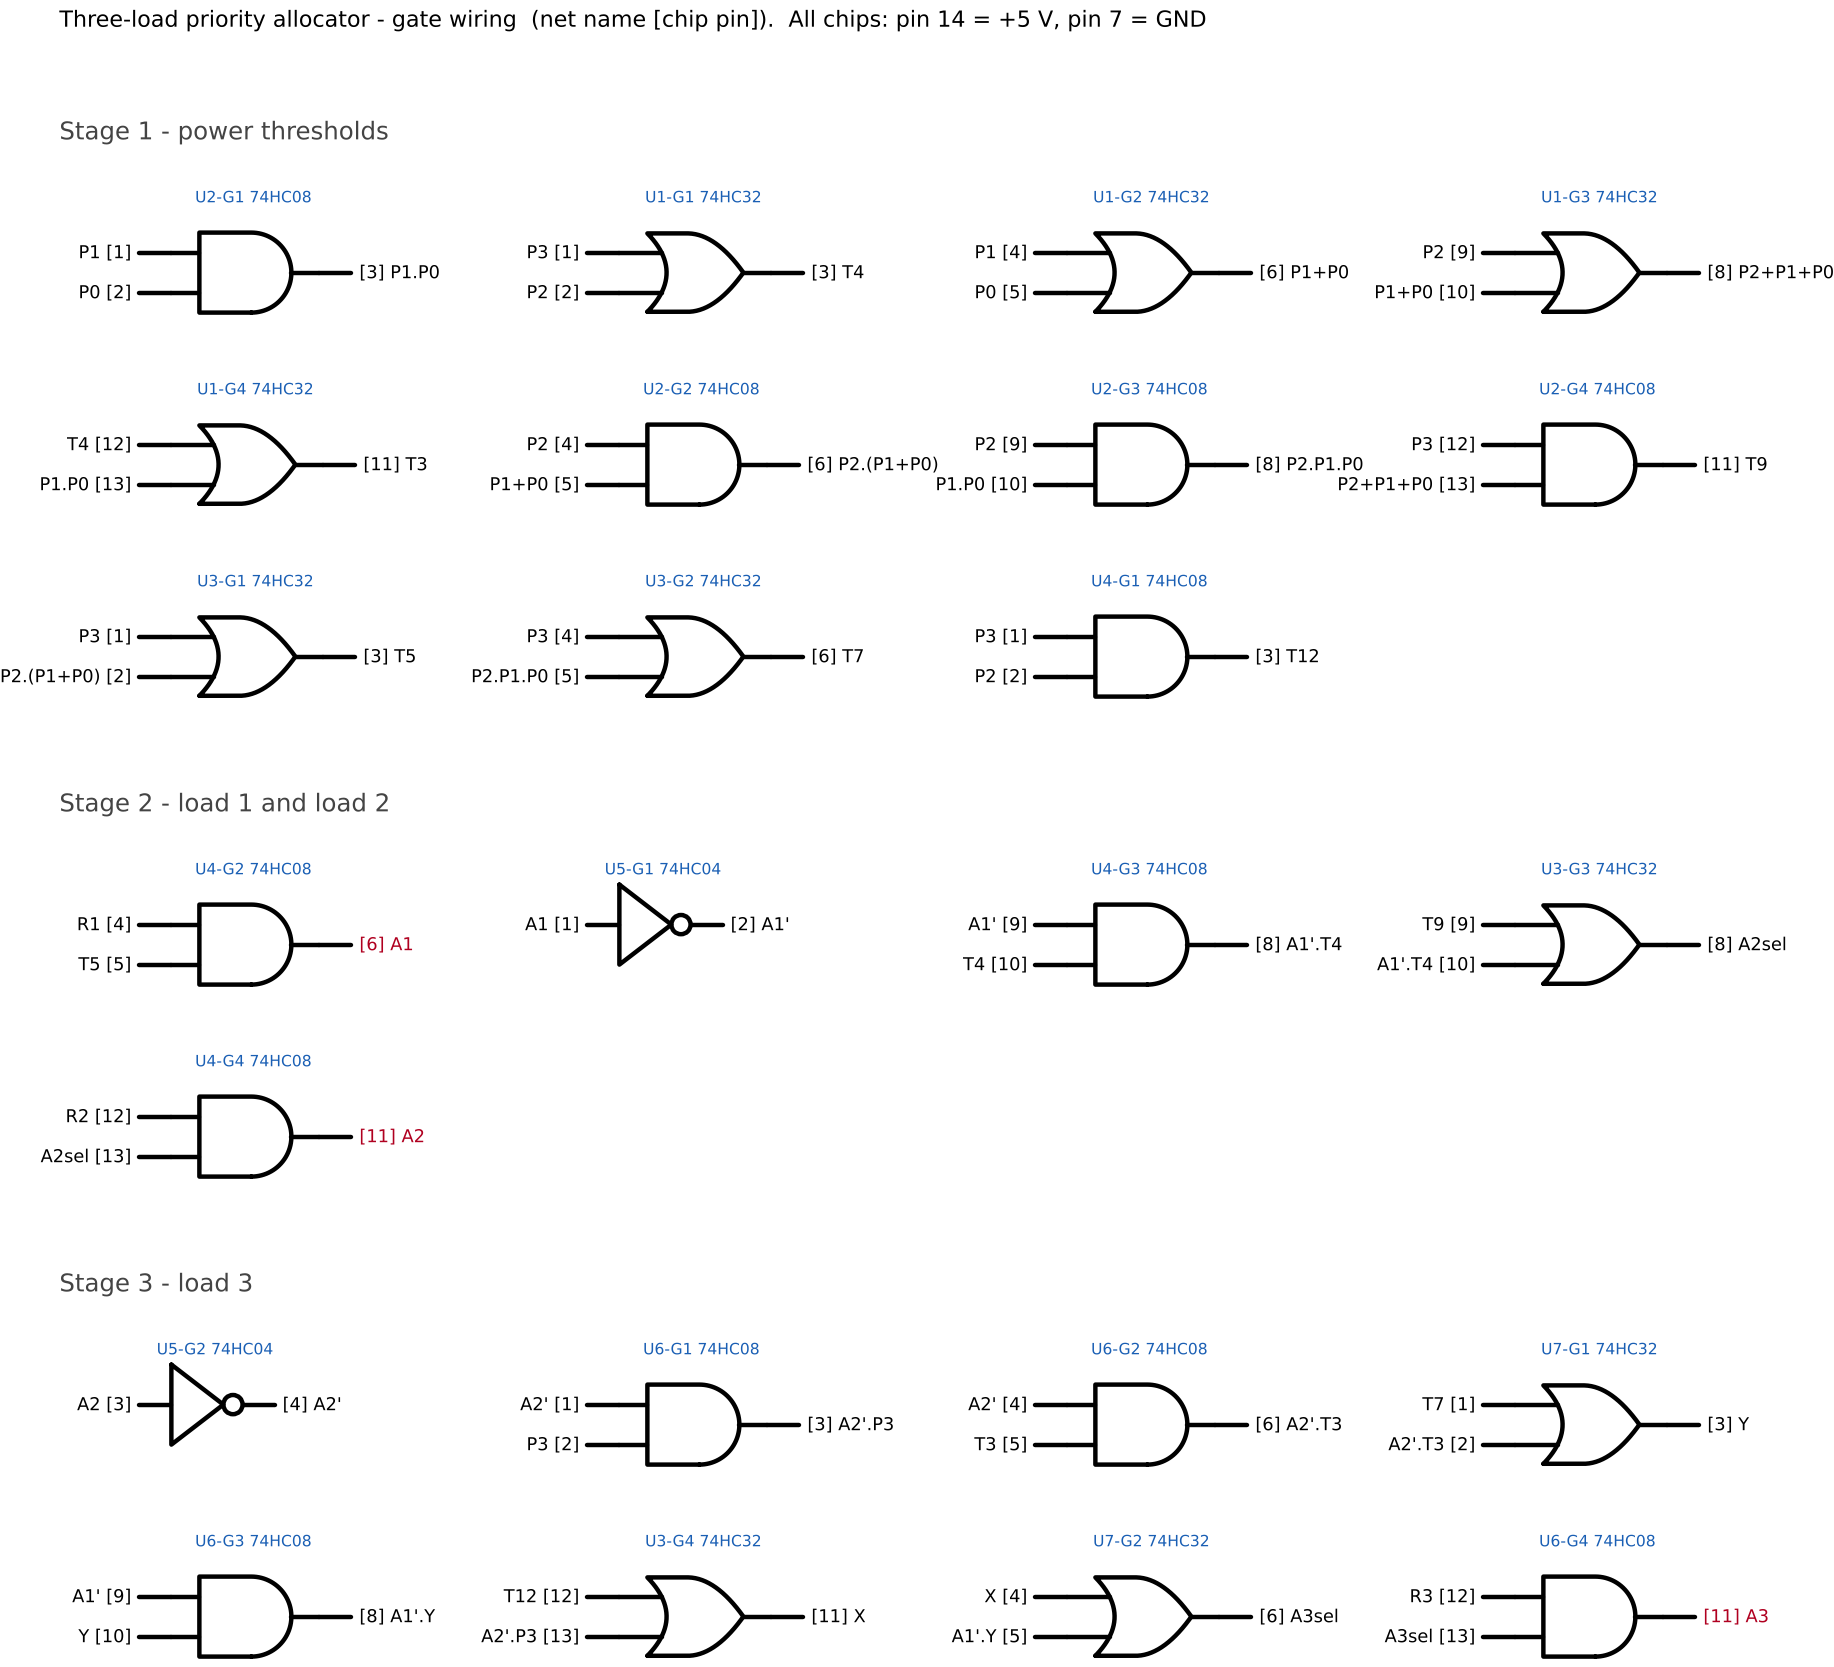 Three-load priority allocator - gate wiring  (net name [chip pin]).  All chips: pin 14 = +5 V, pin 7 = GND
Stage 1 - power thresholds
U2-G1 74HC08
P1 [1]
P0 [2]
[3] P1.P0
U1-G1 74HC32
P3 [1]
P2 [2]
[3] T4
U1-G2 74HC32
P1 [4]
P0 [5]
[6] P1+P0
U1-G3 74HC32
P2 [9]
P1+P0 [10]
[8] P2+P1+P0
U1-G4 74HC32
T4 [12]
P1.P0 [13]
[11] T3
U2-G2 74HC08
P2 [4]
P1+P0 [5]
[6] P2.(P1+P0)
U2-G3 74HC08
P2 [9]
P1.P0 [10]
[8] P2.P1.P0
U2-G4 74HC08
P3 [12]
P2+P1+P0 [13]
[11] T9
U3-G1 74HC32
P3 [1]
P2.(P1+P0) [2]
[3] T5
U3-G2 74HC32
P3 [4]
P2.P1.P0 [5]
[6] T7
U4-G1 74HC08
P3 [1]
P2 [2]
[3] T12
Stage 2 - load 1 and load 2
U4-G2 74HC08
R1 [4]
T5 [5]
[6] A1
U5-G1 74HC04
A1 [1]
[2] A1'
U4-G3 74HC08
A1' [9]
T4 [10]
[8] A1'.T4
U3-G3 74HC32
T9 [9]
A1'.T4 [10]
[8] A2sel
U4-G4 74HC08
R2 [12]
A2sel [13]
[11] A2
Stage 3 - load 3
U5-G2 74HC04
A2 [3]
[4] A2'
U6-G1 74HC08
A2' [1]
P3 [2]
[3] A2'.P3
U6-G2 74HC08
A2' [4]
T3 [5]
[6] A2'.T3
U7-G1 74HC32
T7 [1]
A2'.T3 [2]
[3] Y
U6-G3 74HC08
A1' [9]
Y [10]
[8] A1'.Y
U3-G4 74HC32
T12 [12]
A2'.P3 [13]
[11] X
U7-G2 74HC32
X [4]
A1'.Y [5]
[6] A3sel
U6-G4 74HC08
R3 [12]
A3sel [13]
[11] A3